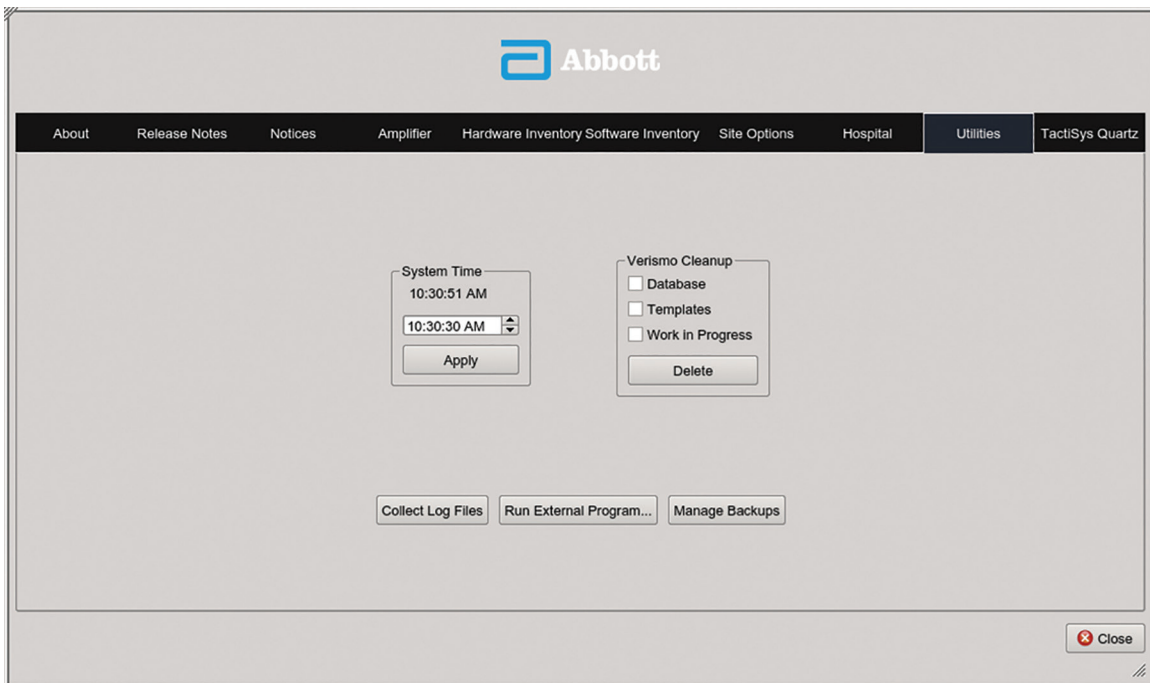 Abbott
About Release Notes Notices Amplifier Hardware Inventory Software Inventory Site Options Hospital Utilities TactiSys Quartz
System Time
10:30:51 AM
10:30:30 AM
Apply
Verismo Cleanup
Database
Templates
Work in Progress
Delete
Collect Log Files Run External Program... Manage Backups
Close